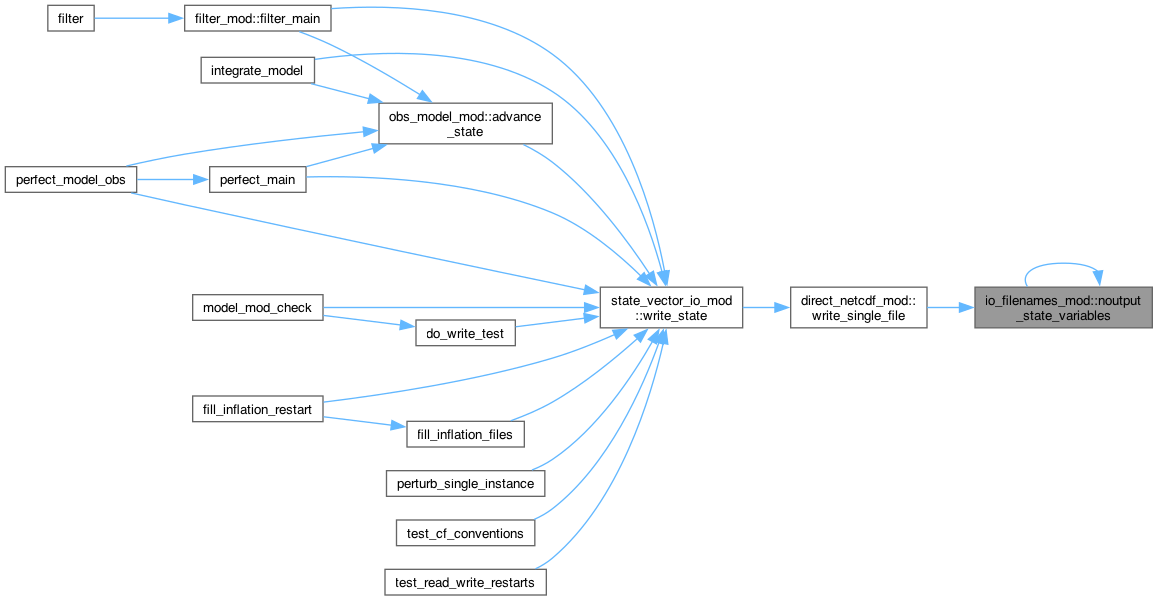 filter
filter_mod::filter_main
integrate_model
obs_model_mod::advance
_state
perfect_model_obs
perfect_main
model_mod_check
do_write_test
state_vector_io_mod
::write_state
direct_netcdf_mod::
write_single_file
io_filenames_mod::noutput
_state_variables
fill_inflation_restart
fill_inflation_files
perturb_single_instance
test_cf_conventions
test_read_write_restarts